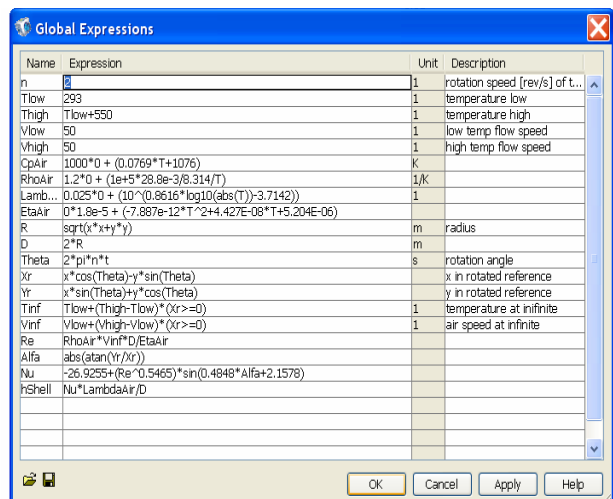 Global Expressions
Name Expression Unit Description
n 2 1 rotation speed [rev/s] of t...
Tlow 293 1 temperature low
Thigh Tlow+550 1 temperature high
Vlow 50 1 low temp flow speed
Vhigh 50 1 high temp flow speed
CpAir 1000*0 + (0.0769*T+1076) K
RhoAir 1.2*0 + (1e+5*28.8e-3/8.314/T) 1/K
Lamb... 0.025*0 + (10^(0.8616*log10(abs(T))-3.7142)) 1
EtaAir 0*1.8e-5 + (-7.887e-12*T^2+4.427E-08*T+5.204E-06)
R sqrt(x*x+y*y) m radius
D 2*R m
Theta 2*pi*n*t s rotation angle
Xr x*cos(Theta)-y*sin(Theta) x in rotated reference
Yr x*sin(Theta)+y*cos(Theta) y in rotated reference
Tinf Tlow+(Thigh-Tlow)*(Xr>=0) 1 temperature at inifinite
Vinf Vlow+(Vhigh-Vlow)*(Xr>=0) 1 air speed at infinite
Re RhoAir*Vinf*D/EtaAir
Alfa abs(atan(Yr/Xr))
Nu -26.9255+(Re^0.5465)*sin(0.4848*Alfa+2.1578)
hShell Nu*LambdaAir/D
OK Cancel Apply Help